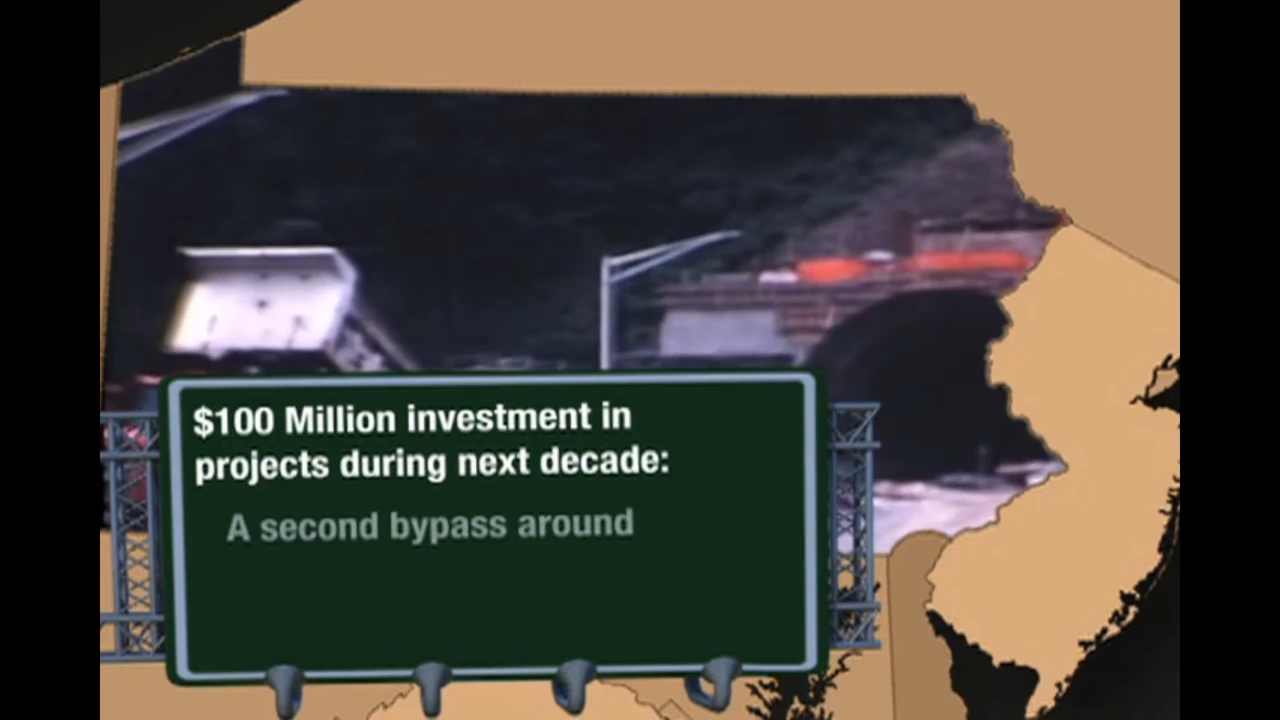 $100 Million investment in
projects during next decade:
A second bypass around